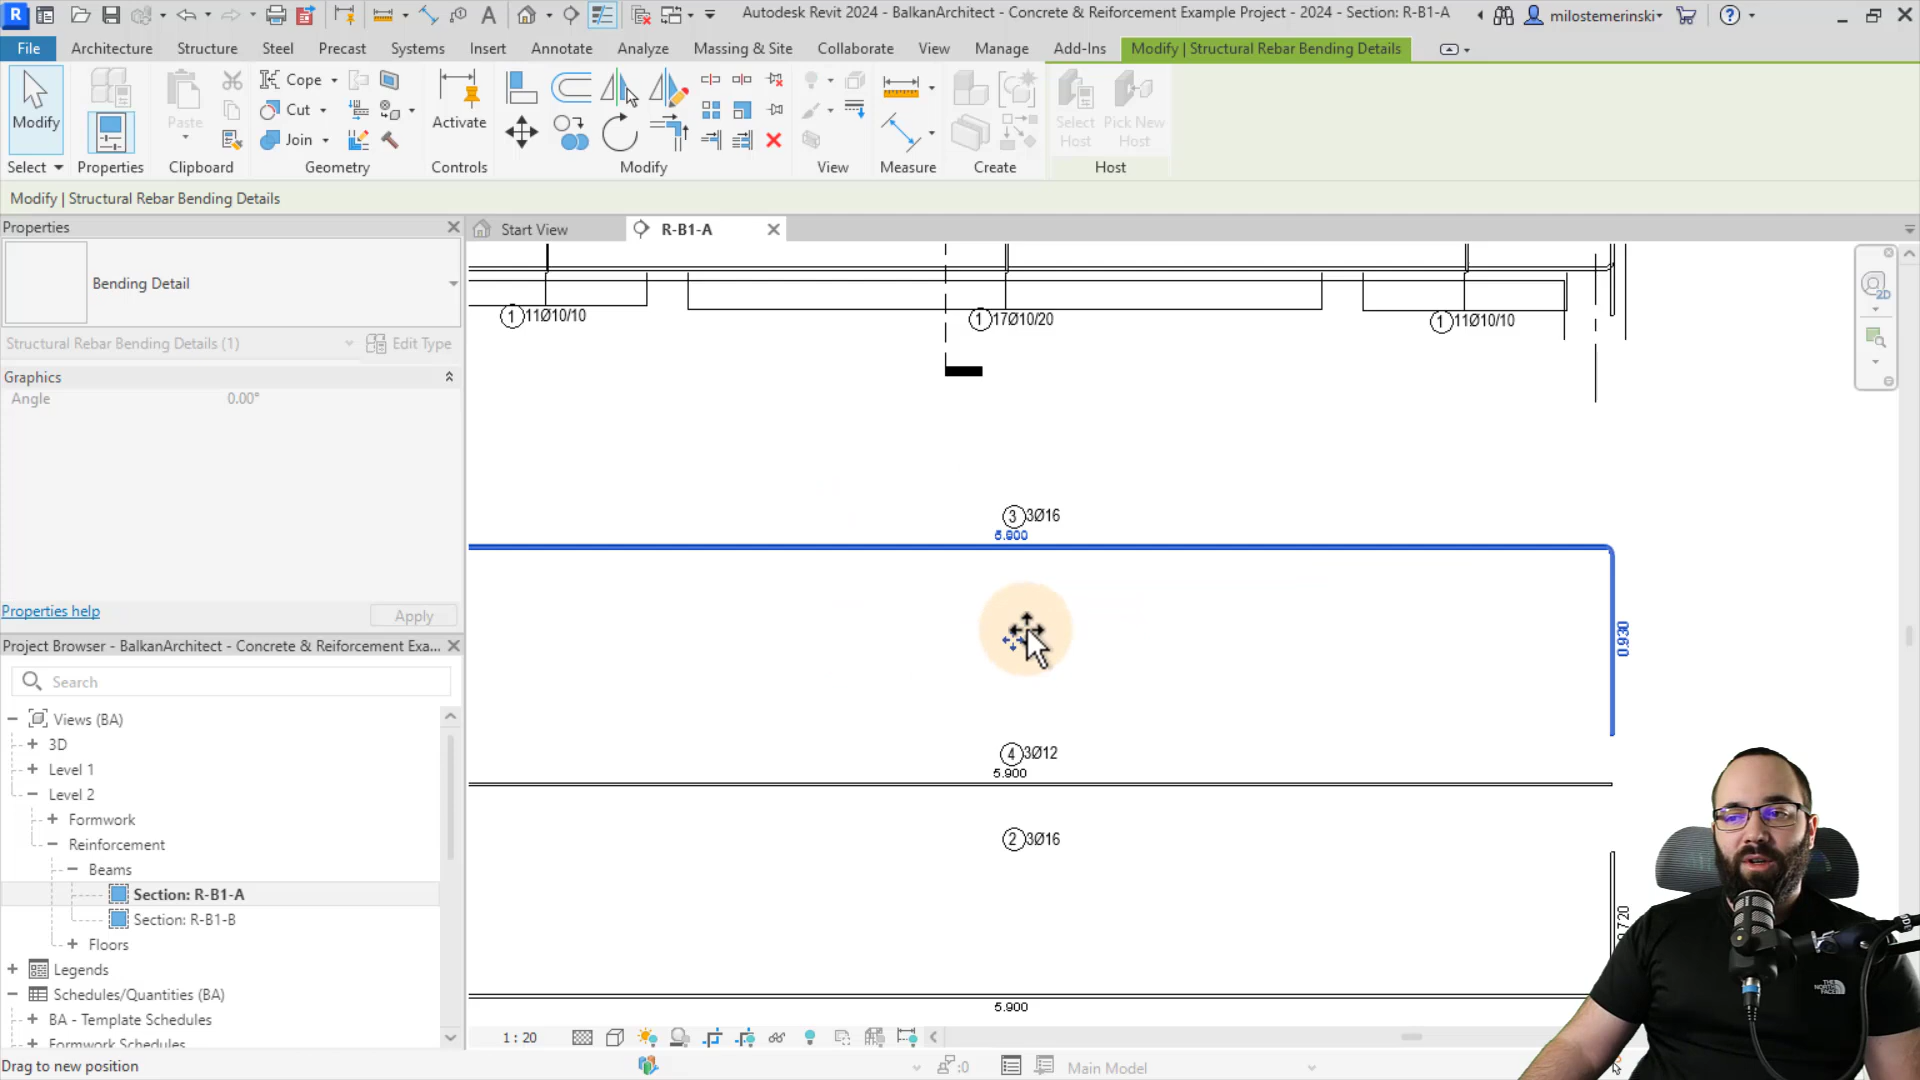 Autodesk Revit 2024 - BalkanArchitect - Concrete & Reiforcement Example Project - 2024 - Section: R-B1-A
milostemerinski
File
Architecture
Structure
Steel
Precast
Systems
Insert
Annotate
Analyze
Massing & Site
Collaborate
View
Manage
Add-Ins
Modify | Structural Rebar Bending Details
Modify
Properties
Paste
Cope
Cut
Join
Activate
Select Host
Pick New Host
Select
Properties
Clipboard
Geometry
Controls
Modify
View
Measure
Create
Host
Modify | Structural Rebar Bending Details
Properties
Bending Detail
Structural Rebar Bending Details (1)
Edit Type
Graphics
Angle
0.00°
Properties help
Apply
Project Browser - BalkanArchitect - Concrete & Reiforcement Exa...
Search
Views (BA)
3D
Level 1
Level 2
Formwork
Reinforcement
Beams
Section: R-B1-A
Section: R-B1-B
Floors
Legends
Schedules/Quantities (BA)
BA - Template Schedules
Formwork Schedules
Drag to new position
Start View
R-B1-A
1 11Ø10/10
1 17Ø10/20
1 11Ø10/10
3 3Ø16
5.900
0.930
4 3Ø12
5.900
2 3Ø16
5.900
1 : 20
:0
Main Model
2D
THE NORTH FACE